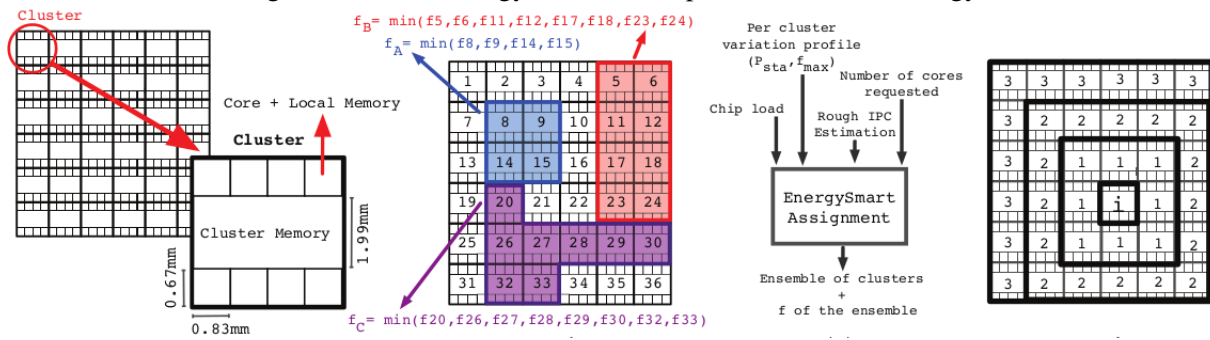 Cluster
Core + Local Memory
Cluster
Cluster Memory
1.99mm
0.67mm
0.83mm
f_B= min(f5,f6,f11,f12,f17,f18,f23,f24)
f_A= min(f8,f9,f14,f15)
1 2 3 4 5 6
7 8 9 10 11 12
13 14 15 16 17 18
19 20 21 22 23 24
25 26 27 28 29 30
31 32 33 34 35 36
f_C= min(f20,f26,f27,f28,f29,f30,f32,f33)
Per cluster
variation profile
(P_sta,f_max)
Number of cores
requested
Chip load
Rough IPC
Estimation
EnergySmart
Assignment
Ensemble of clusters
+
f of the ensemble
3 3 3 3 3 3
3 2 2 2 2 2
3 2 1 1 1 2
3 2 1 i 1 2
3 2 1 1 1 2
3 2 2 2 2 2